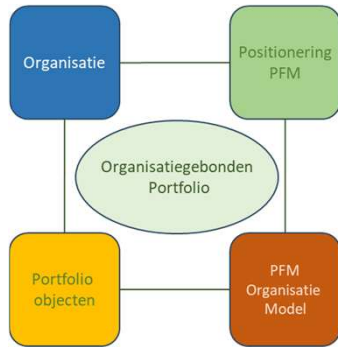 Organisatie
Positionering
PFM
Organisatiegebonden
Portfolio
Portfolio
objecten
PFM
Organisatie
Model